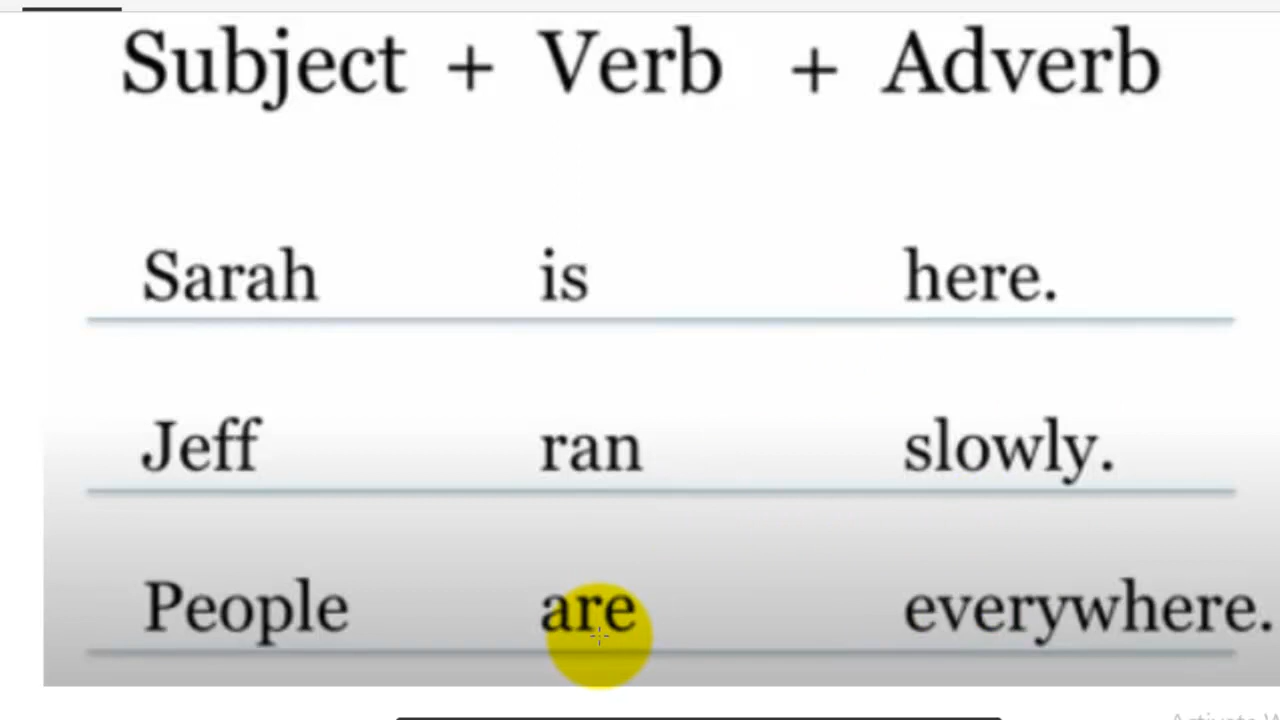 Subject + Verb + Adverb
Sarah is here.
Jeff ran slowly.
People are everywhere.